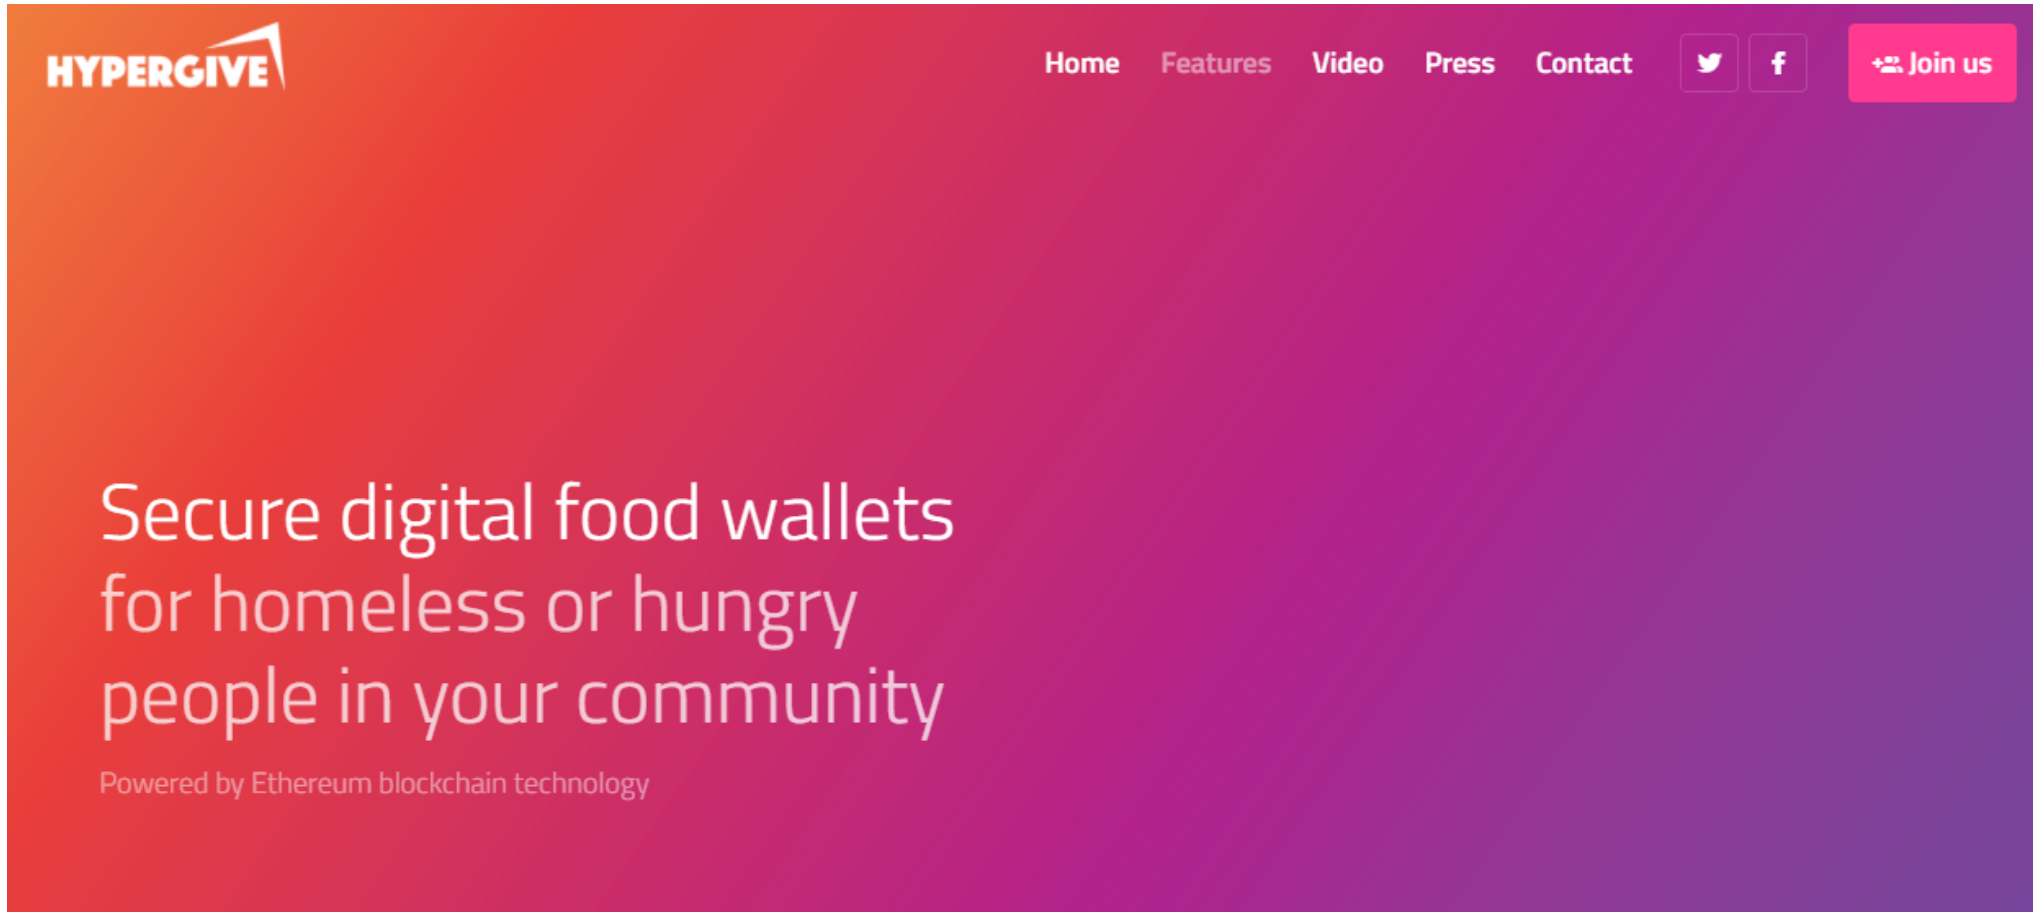 HYPERGIVE
Home Features Video Press Contact Join us
Secure digital food wallets
for homeless or hungry
people in your community
Powered by Ethereum blockchain technology